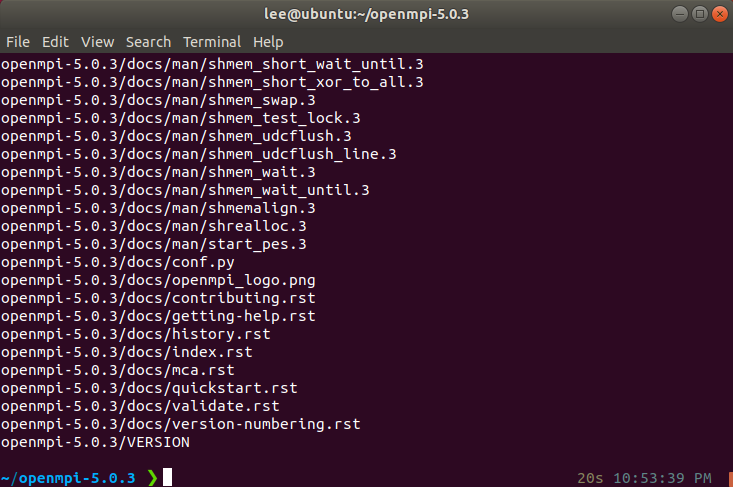 lee@ubuntu:~/openmpi-5.0.3
File Edit View Search Terminal Help
openmpi-5.0.3/docs/man/shmem_short_wait_until.3
openmpi-5.0.3/docs/man/shmem_short_xor_to_all.3
openmpi-5.0.3/docs/man/shmem_swap.3
openmpi-5.0.3/docs/man/shmem_test_lock.3
openmpi-5.0.3/docs/man/shmem_udcflush.3
openmpi-5.0.3/docs/man/shmem_udcflush_line.3
openmpi-5.0.3/docs/man/shmem_wait.3
openmpi-5.0.3/docs/man/shmem_wait_until.3
openmpi-5.0.3/docs/man/shmemalign.3
openmpi-5.0.3/docs/man/shrealloc.3
openmpi-5.0.3/docs/man/start_pes.3
openmpi-5.0.3/docs/conf.py
openmpi-5.0.3/docs/openmpi_logo.png
openmpi-5.0.3/docs/contributing.rst
openmpi-5.0.3/docs/getting-help.rst
openmpi-5.0.3/docs/history.rst
openmpi-5.0.3/docs/index.rst
openmpi-5.0.3/docs/mca.rst
openmpi-5.0.3/docs/quickstart.rst
openmpi-5.0.3/docs/validate.rst
openmpi-5.0.3/docs/version-numbering.rst
openmpi-5.0.3/VERSION
~/openmpi-5.0.3 ❯ 20s 10:53:39 PM